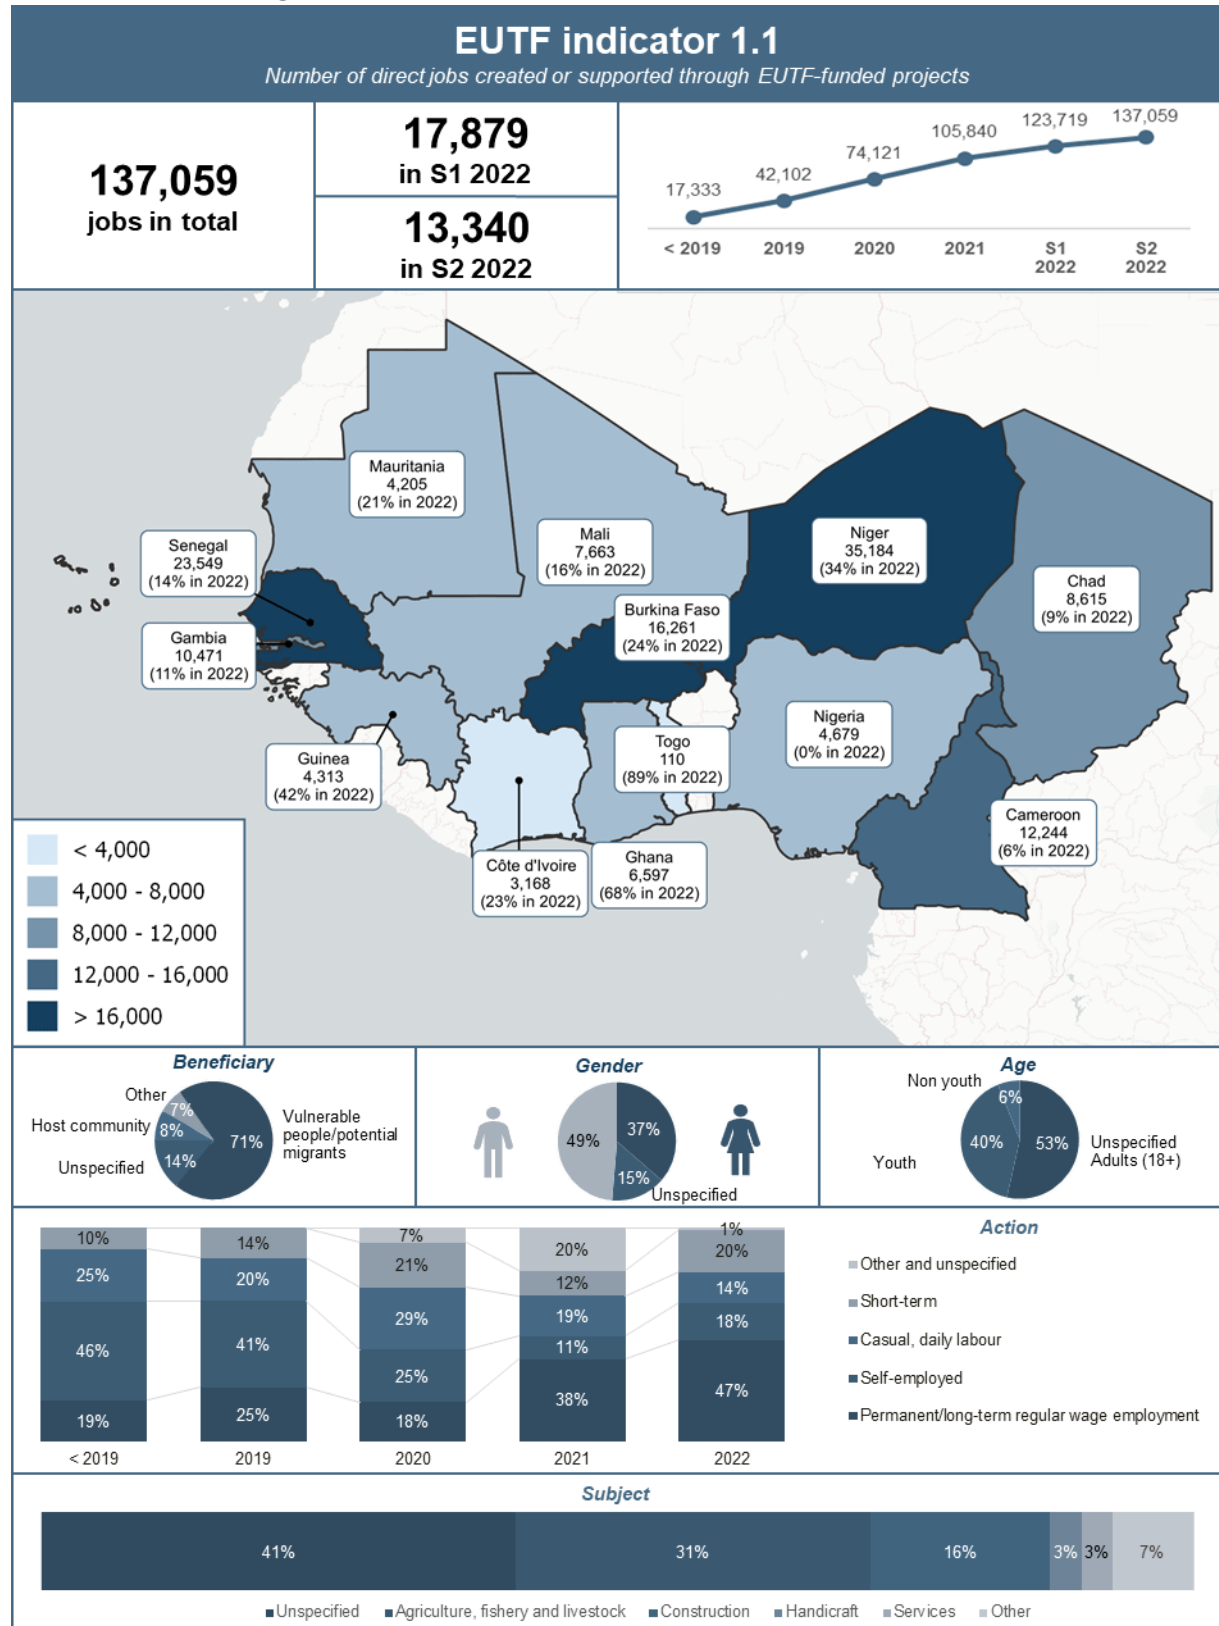 EUTF indicator 1.1
Number of direct jobs created or supported through EUTF-funded projects
137,059
jobs in total
17,879
in S1 2022
13,340
in S2 2022
17,333
42,102
74,121
105,840
123,719
137,059
< 2019
2019
2020
2021
S1
2022
S2
2022
Mauritania
4,205
(21% in 2022)
Mali
7,663
(16% in 2022)
Niger
35,184
(34% in 2022)
Chad
8,615
(9% in 2022)
Senegal
23,549
(14% in 2022)
Gambia
10,471
(11% in 2022)
Burkina Faso
16,261
(24% in 2022)
Guinea
4,313
(42% in 2022)
Togo
110
(89% in 2022)
Nigeria
4,679
(0% in 2022)
Cameroon
12,244
(6% in 2022)
Côte d'Ivoire
3,168
(23% in 2022)
Ghana
6,597
(68% in 2022)
< 4,000
4,000 - 8,000
8,000 - 12,000
12,000 - 16,000
> 16,000
Beneficiary
Other
7%
Host community
8%
Unspecified
14%
71%
Vulnerable
people/potential
migrants
Gender
49%
37%
15%
Unspecified
Age
Non youth
6%
Youth
40%
53%
Unspecified
Adults (18+)
10%
25%
46%
19%
< 2019
14%
20%
41%
25%
2019
7%
21%
29%
25%
18%
2020
20%
12%
19%
11%
38%
2021
1%
20%
14%
18%
47%
2022
Action
Other and unspecified
Short-term
Casual, daily labour
Self-employed
Permanent/long-term regular wage employment
Subject
41%
31%
16%
3%
3%
7%
Unspecified
Agriculture, fishery and livestock
Construction
Handicraft
Services
Other